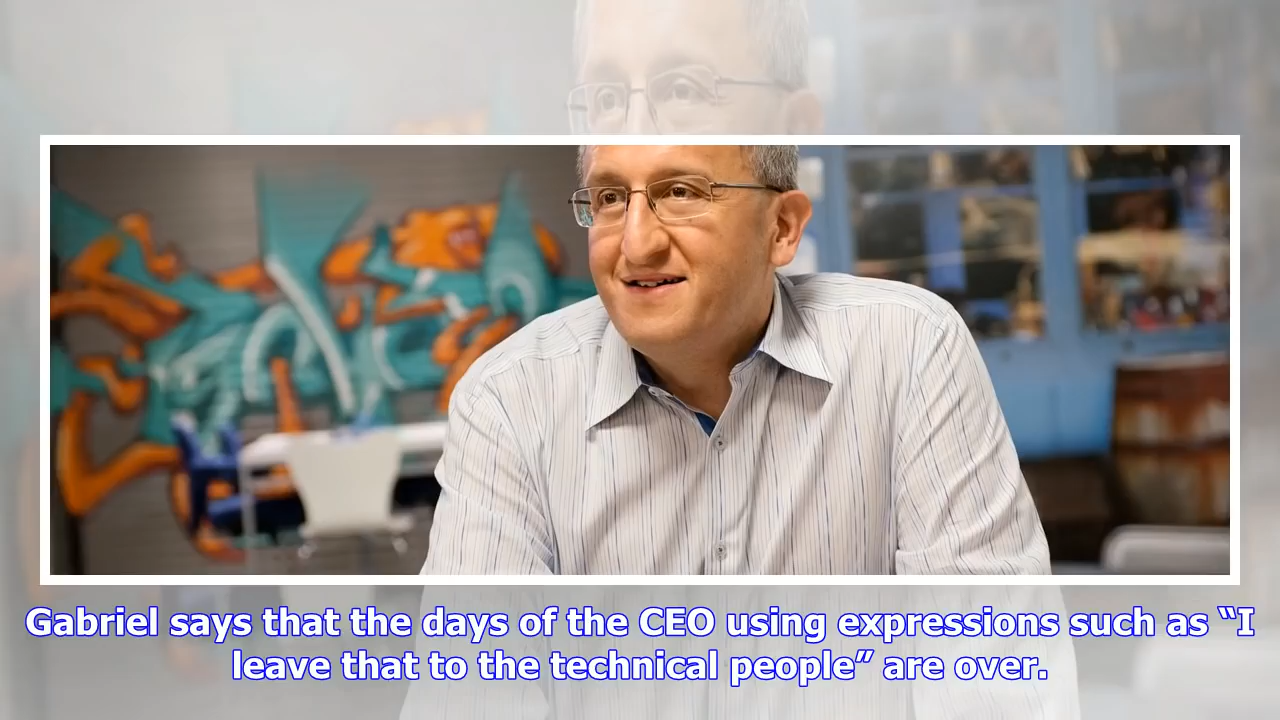 Gabriel says that the days of the CEO using expressions such as “I
leave that to the technical people” are over.